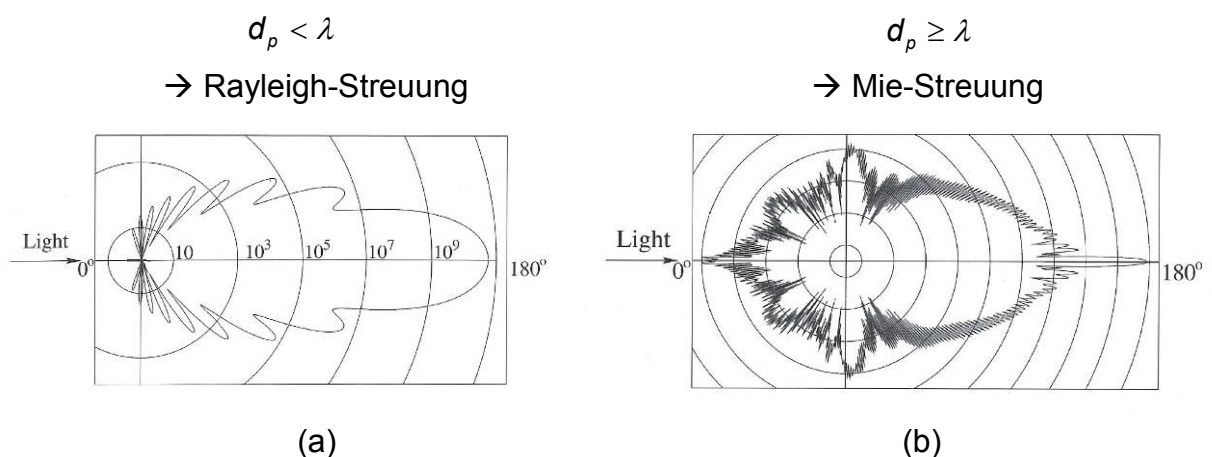 d_p < λ
→ Rayleigh-Streuung
Light
0°
10
10³
10⁵
10⁷
10⁹
180°
(a)
d_p ≥ λ
→ Mie-Streuung
Light
0°
180°
(b)